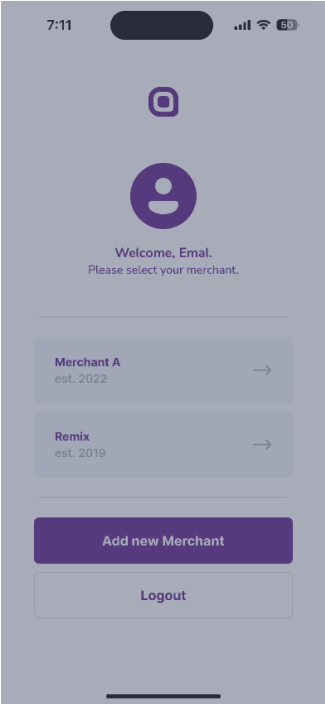 7:11
50
Welcome, Emal.
Please select your merchant.
Merchant A
est. 2022
Remix
est. 2019
Add new Merchant
Logout